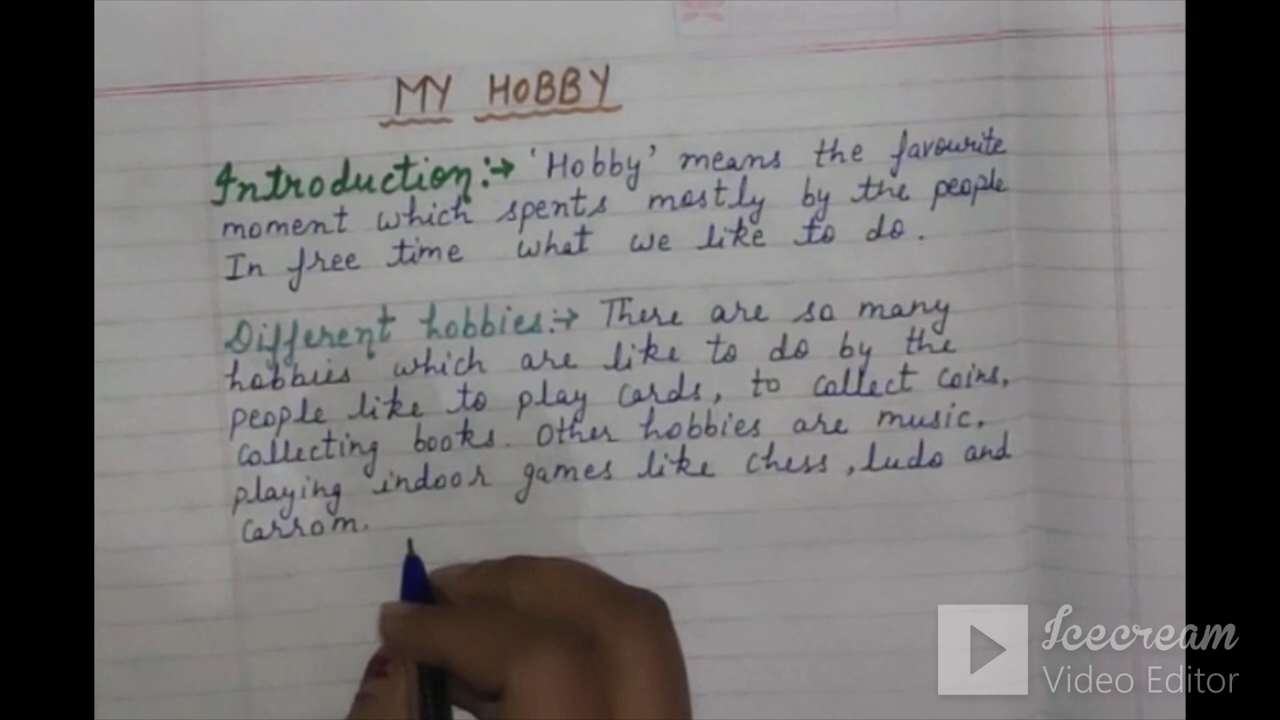 MY HOBBY
Introduction:→ 'Hobby' means the favourite
moment which spents mostly by the people
In free time what we like to do.
Different hobbies:→ There are so many
hobbies which are like to do by the
people like to play cards, to collect coins,
collecting books. Other hobbies are music,
playing indoor games like chess, ludo and
carrom.
Icecream
Video Editor